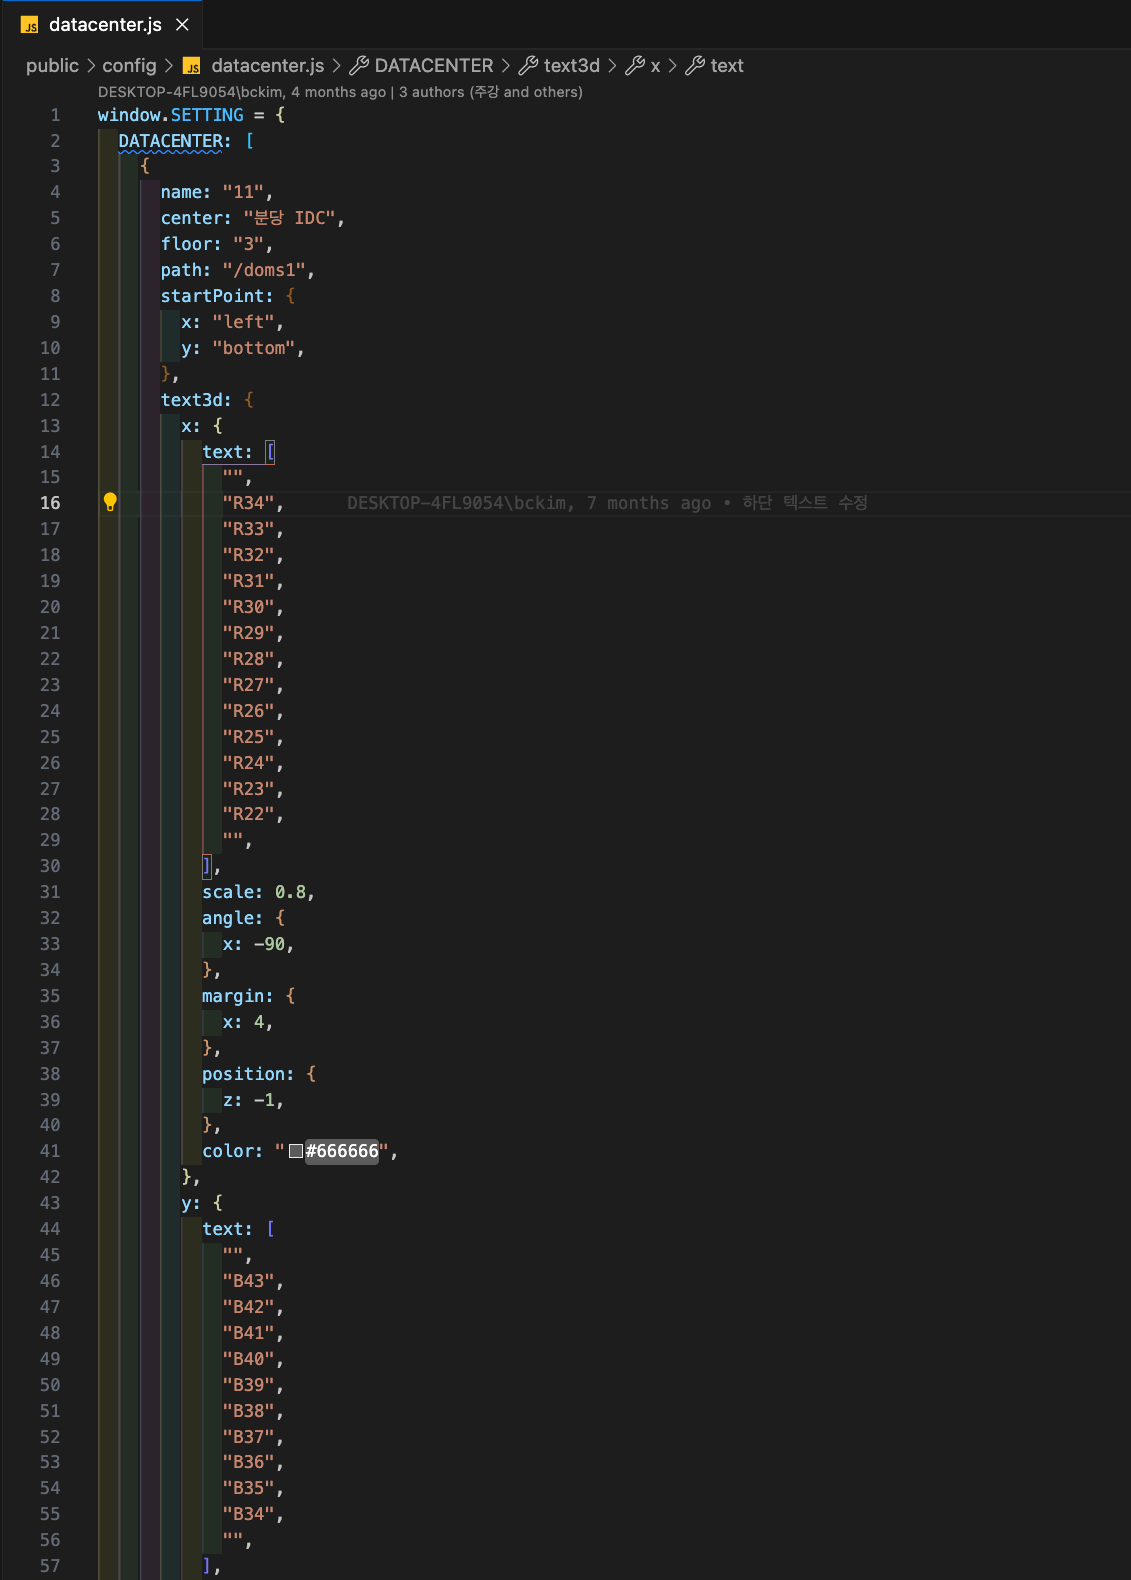 JS datacenter.js ×
public > config > JS datacenter.js > DATACENTER > text3d > x > text
DESKTOP-4FL9054\bckim, 4 months ago | 3 authors (주강 and others)
1 window.SETTING = {
2 DATACENTER: [
3 {
4 name: "11",
5 center: "분당 IDC",
6 floor: "3",
7 path: "/doms1",
8 startPoint: {
9 x: "left",
10 y: "bottom",
11 },
12 text3d: {
13 x: {
14 text: [
15 "",
16 "R34", DESKTOP-4FL9054\bckim, 7 months ago • 하단 텍스트 수정
17 "R33",
18 "R32",
19 "R31",
20 "R30",
21 "R29",
22 "R28",
23 "R27",
24 "R26",
25 "R25",
26 "R24",
27 "R23",
28 "R22",
29 "",
30 ],
31 scale: 0.8,
32 angle: {
33 x: -90,
34 },
35 margin: {
36 x: 4,
37 },
38 position: {
39 z: -1,
40 },
41 color: "#666666",
42 },
43 y: {
44 text: [
45 "",
46 "B43",
47 "B42",
48 "B41",
49 "B40",
50 "B39",
51 "B38",
52 "B37",
53 "B36",
54 "B35",
55 "B34",
56 "",
57 ],